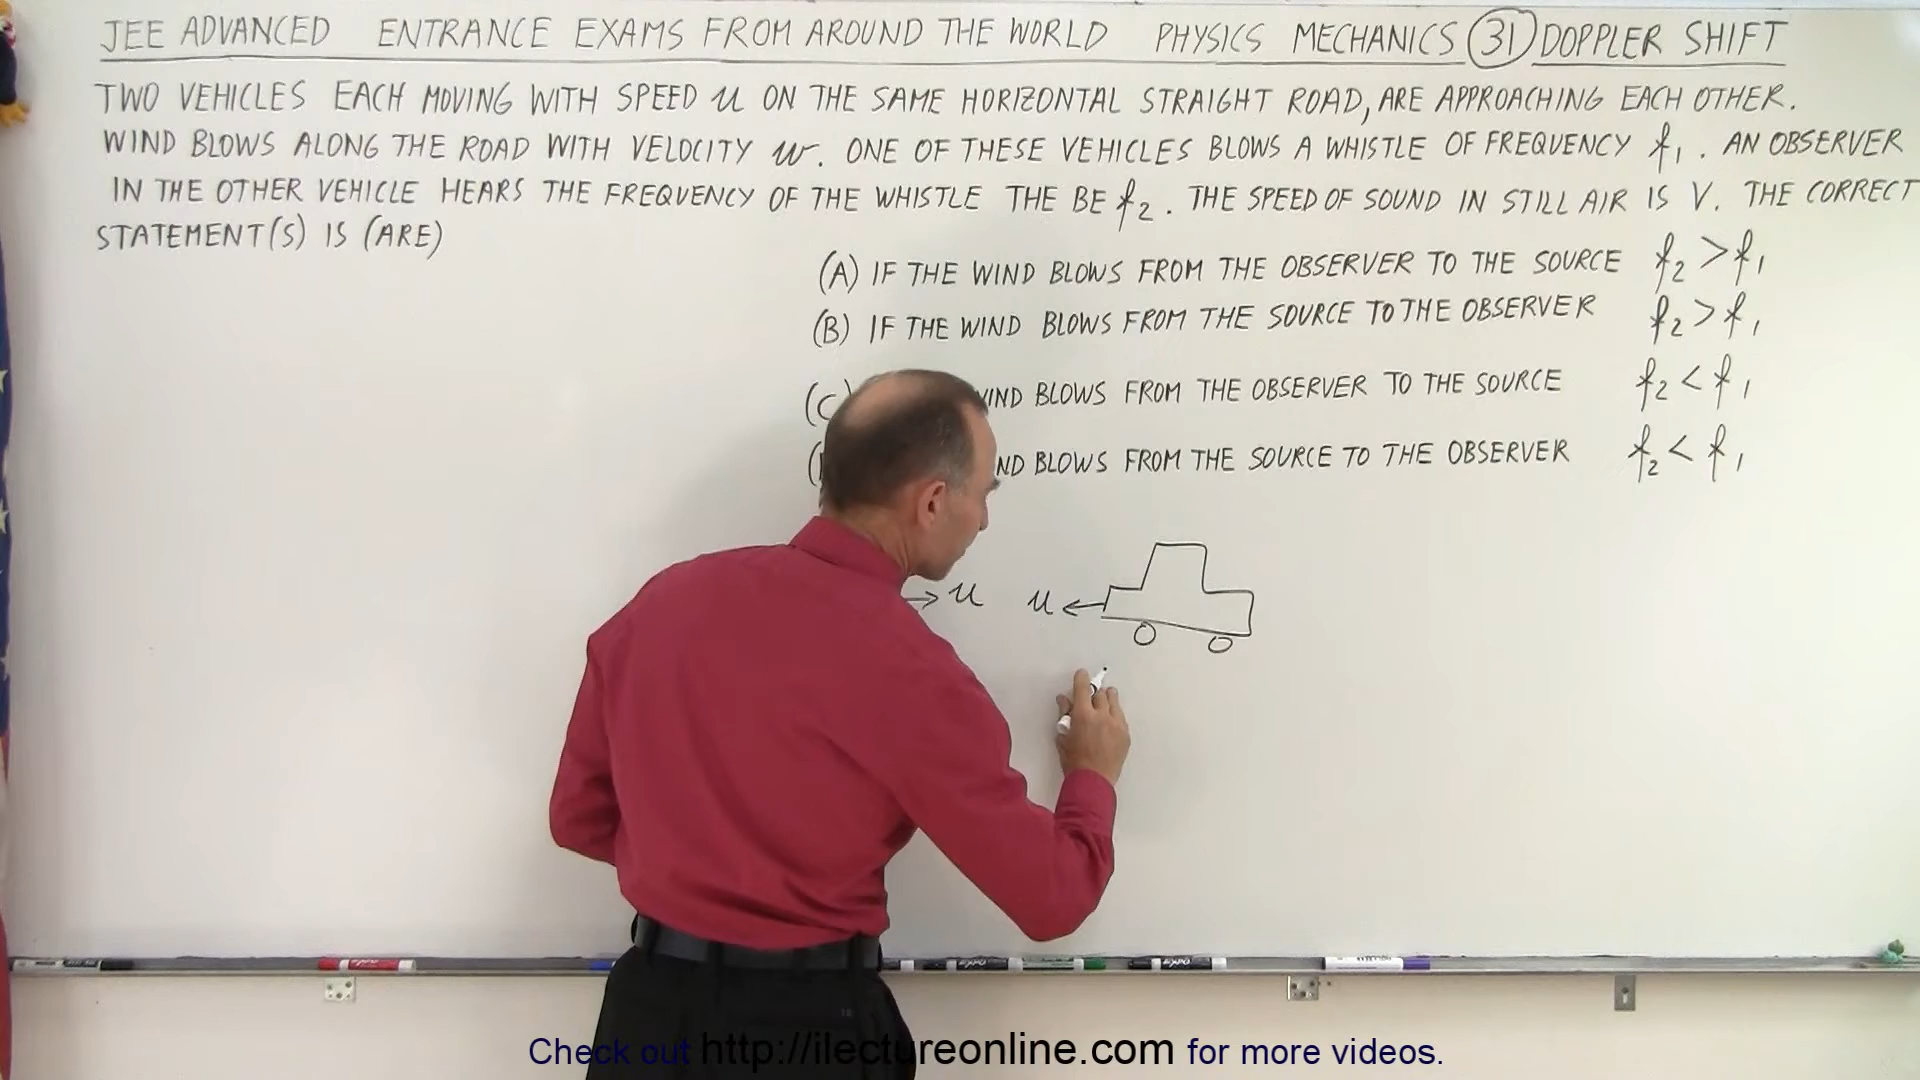 JEE ADVANCED ENTRANCE EXAMS FROM AROUND THE WORLD PHYSICS MECHANICS 31 DOPPLER SHIFT
TWO VEHICLES EACH MOVING WITH SPEED u ON THE SAME HORIZONTAL STRAIGHT ROAD, ARE APPROACHING EACH OTHER.
WIND BLOWS ALONG THE ROAD WITH VELOCITY w. ONE OF THESE VEHICLES BLOWS A WHISTLE OF FREQUENCY f₁. AN OBSERVER
IN THE OTHER VEHICLE HEARS THE FREQUENCY OF THE WHISTLE THE BE f₂. THE SPEED OF SOUND IN STILL AIR IS V. THE CORRECT
STATEMENT(S) IS (ARE)
(A) IF THE WIND BLOWS FROM THE OBSERVER TO THE SOURCE f₂ > f₁
(B) IF THE WIND BLOWS FROM THE SOURCE TO THE OBSERVER f₂ > f₁
(C) WIND BLOWS FROM THE OBSERVER TO THE SOURCE f₂ < f₁
BLOWS FROM THE SOURCE TO THE OBSERVER f₂ < f₁
→ u u ←
Check out http://ilectureonline.com for more videos.